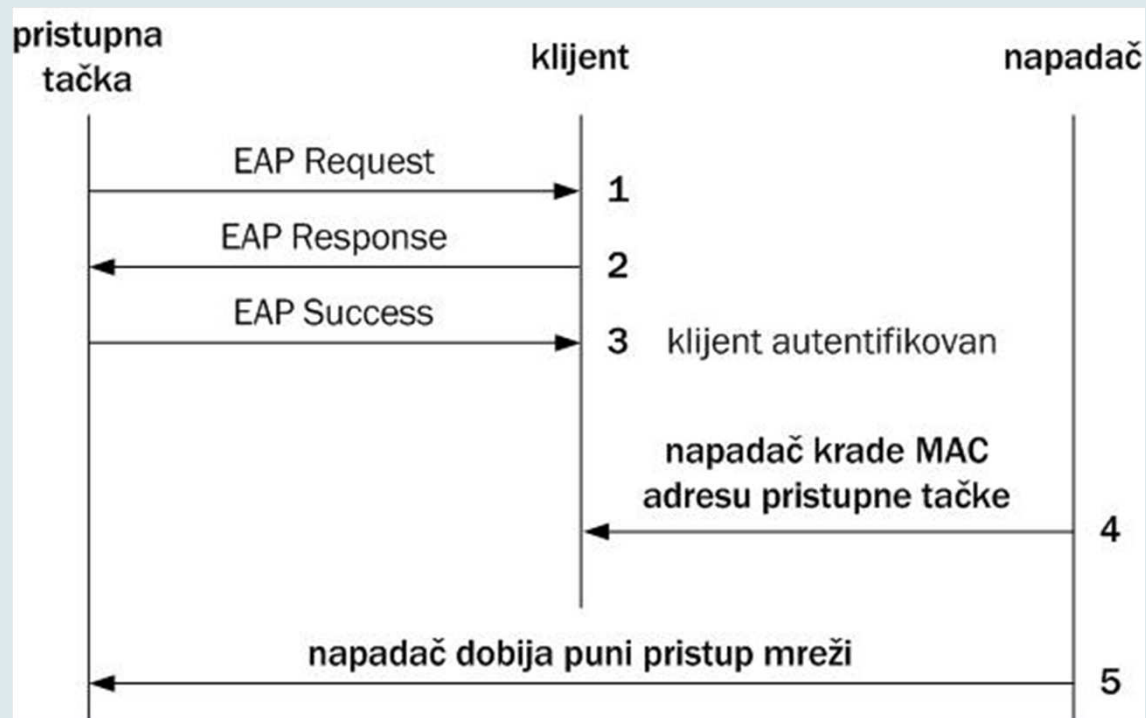 pristupna
tačka
klijent
napadač
EAP Request
1
EAP Response
2
EAP Success
3 klijent autentifikovan
napadač krade MAC
adresu pristupne tačke
4
napadač dobija puni pristup mreži
5